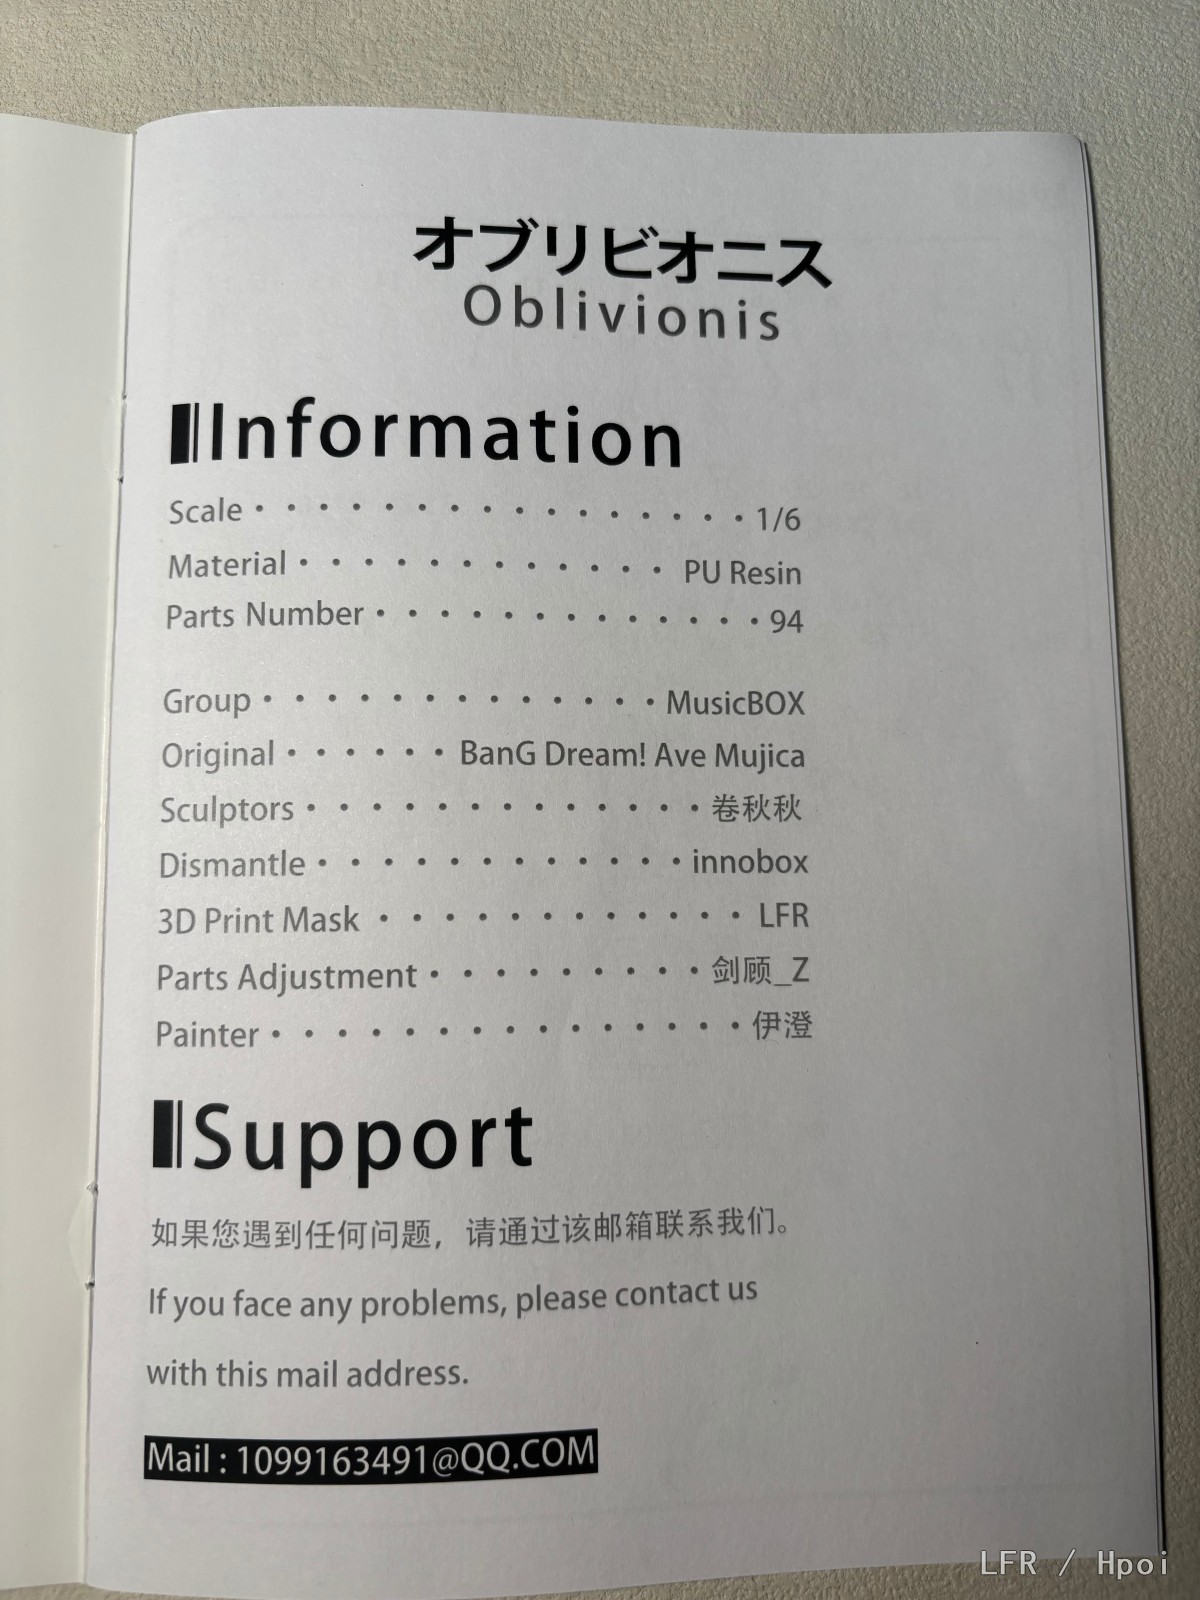 オブリビオニス
Oblivionis
Information
Scale・・・・・・・・・・・・・・・・1/6
Material・・・・・・・・・・・・PU Resin
Parts Number・・・・・・・・・・・・94
Group・・・・・・・・・・・・・MusicBOX
Original・・・・・・BanG Dream! Ave Mujica
Sculptors・・・・・・・・・・・・・卷秋秋
Dismantle・・・・・・・・・・・・innobox
3D Print Mask・・・・・・・・・・・・LFR
Parts Adjustment・・・・・・・・・剑顾_Z
Painter・・・・・・・・・・・・・・・伊澄
Support
如果您遇到任何问题，请通过该邮箱联系我们。
If you face any problems, please contact us
with this mail address.
Mail : 1099163491@QQ.COM
LFR / Hpoi